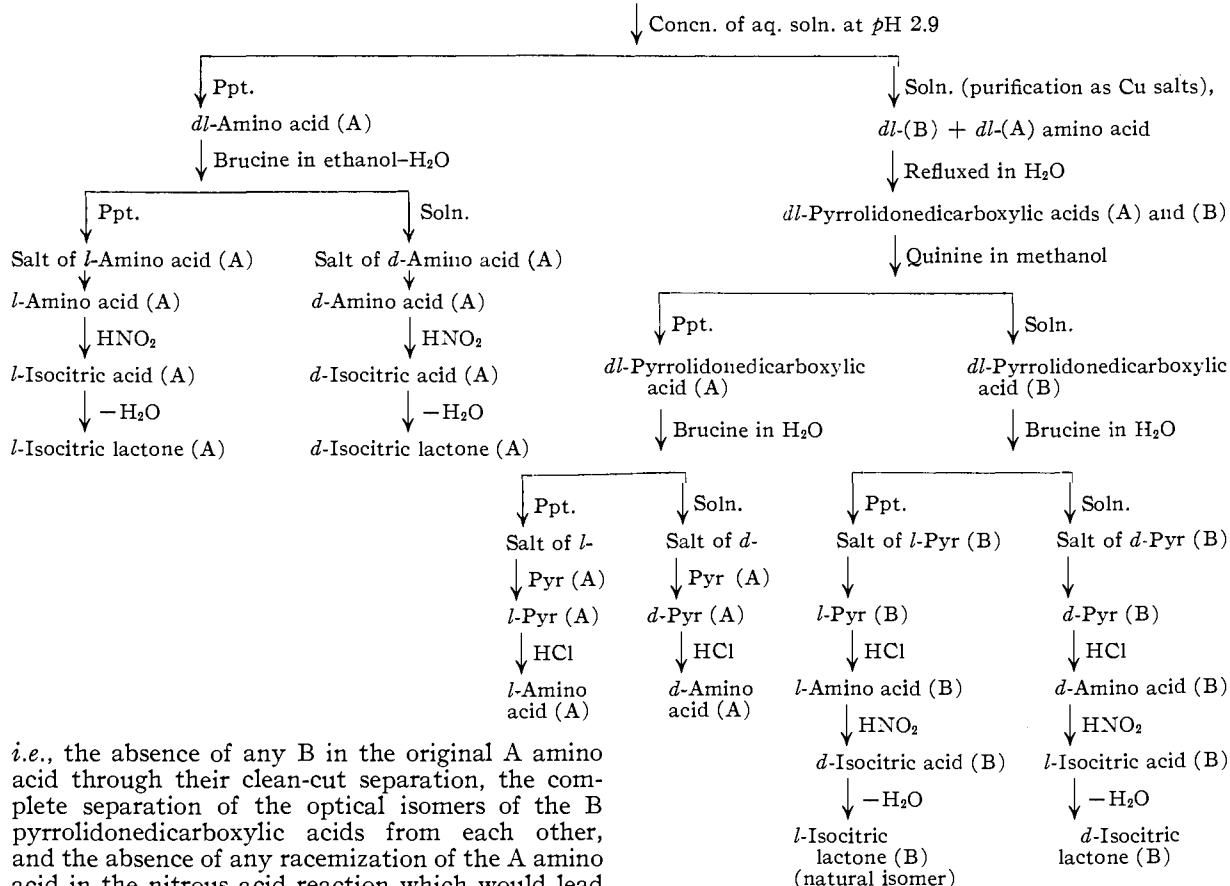 Concn. of aq. soln. at pH 2.9
Ppt.
dl-Amino acid (A)
Brucine in ethanol–H₂O
Ppt.
Salt of l-Amino acid (A)
l-Amino acid (A)
HNO₂
l-Isocitric acid (A)
−H₂O
l-Isocitric lactone (A)
Soln.
Salt of d-Amino acid (A)
d-Amino acid (A)
HNO₂
d-Isocitric acid (A)
−H₂O
d-Isocitric lactone (A)
Soln. (purification as Cu salts),
dl-(B) + dl-(A) amino acid
Refluxed in H₂O
dl-Pyrrolidonedicarboxylic acids (A) and (B)
Quinine in methanol
Ppt.
dl-Pyrrolidonedicarboxylic
acid (A)
Brucine in H₂O
Ppt.
Salt of l-
Pyr (A)
l-Pyr (A)
HCl
l-Amino
acid (A)
Soln.
Salt of d-
Pyr (A)
d-Pyr (A)
HCl
d-Amino
acid (A)
Soln.
dl-Pyrrolidonedicarboxylic
acid (B)
Brucine in H₂O
Ppt.
Salt of l-Pyr (B)
l-Pyr (B)
HCl
l-Amino acid (B)
HNO₂
d-Isocitric acid (B)
−H₂O
l-Isocitric
lactone (B)
(natural isomer)
Soln.
Salt of d-Pyr (B)
d-Pyr (B)
HCl
d-Amino acid (B)
HNO₂
l-Isocitric acid (B)
−H₂O
d-Isocitric
lactone (B)
i.e., the absence of any B in the original A amino
acid through their clean-cut separation, the com-
plete separation of the optical isomers of the B
pyrrolidonedicarboxylic acids from each other,
and the absence of any racemization of the A amino
acid in the nitrous acid reaction which would lead